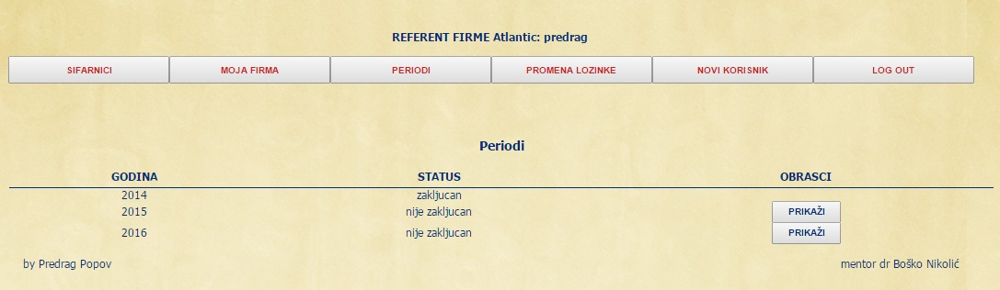 REFERENT FIRME Atlantic: predrag
SIFARNICI MOJA FIRMA PERIODI PROMENA LOZINKE NOVI KORISNIK LOG OUT
Periodi
GODINA STATUS OBRASCI
2014 zakljucan
2015 nije zakljucan PRIKAŽI
2016 nije zakljucan PRIKAŽI
by Predrag Popov mentor dr Boško Nikolić